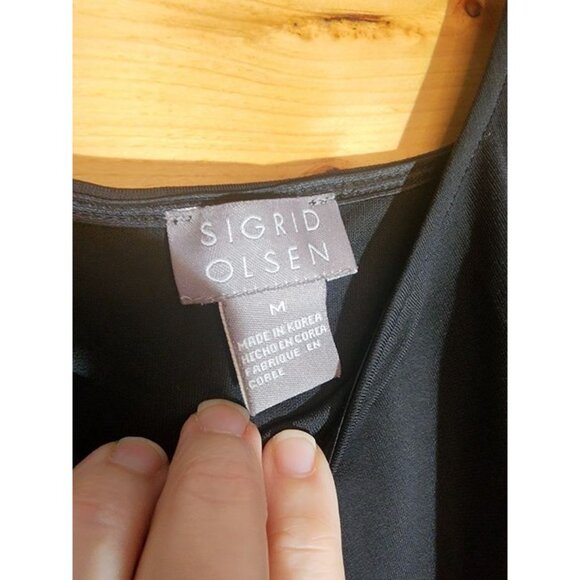 SIGRID
OLSEN
M
MADE IN KOREA
HECHO EN COREA
FABRIQUE EN
COREE